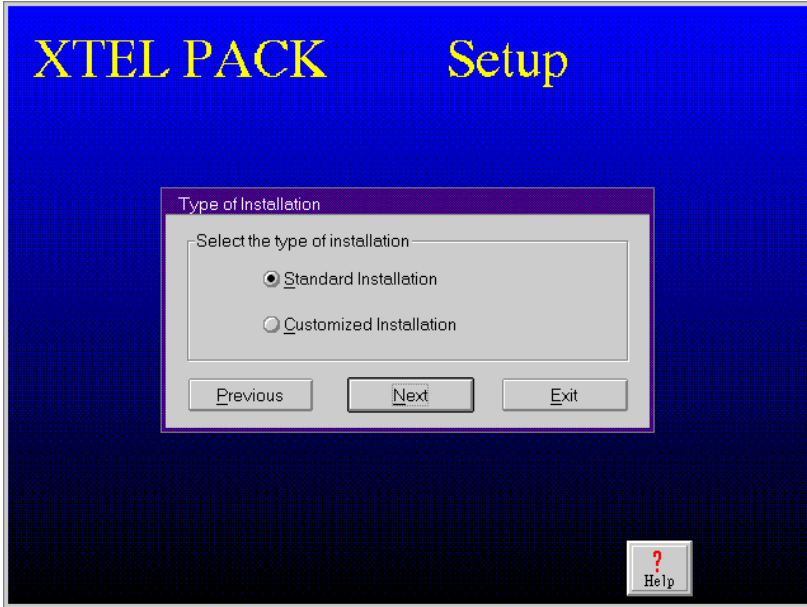 XTEL PACK Setup
Type of Installation
Select the type of installation
Standard Installation
Customized Installation
Previous Next Exit
?
Help